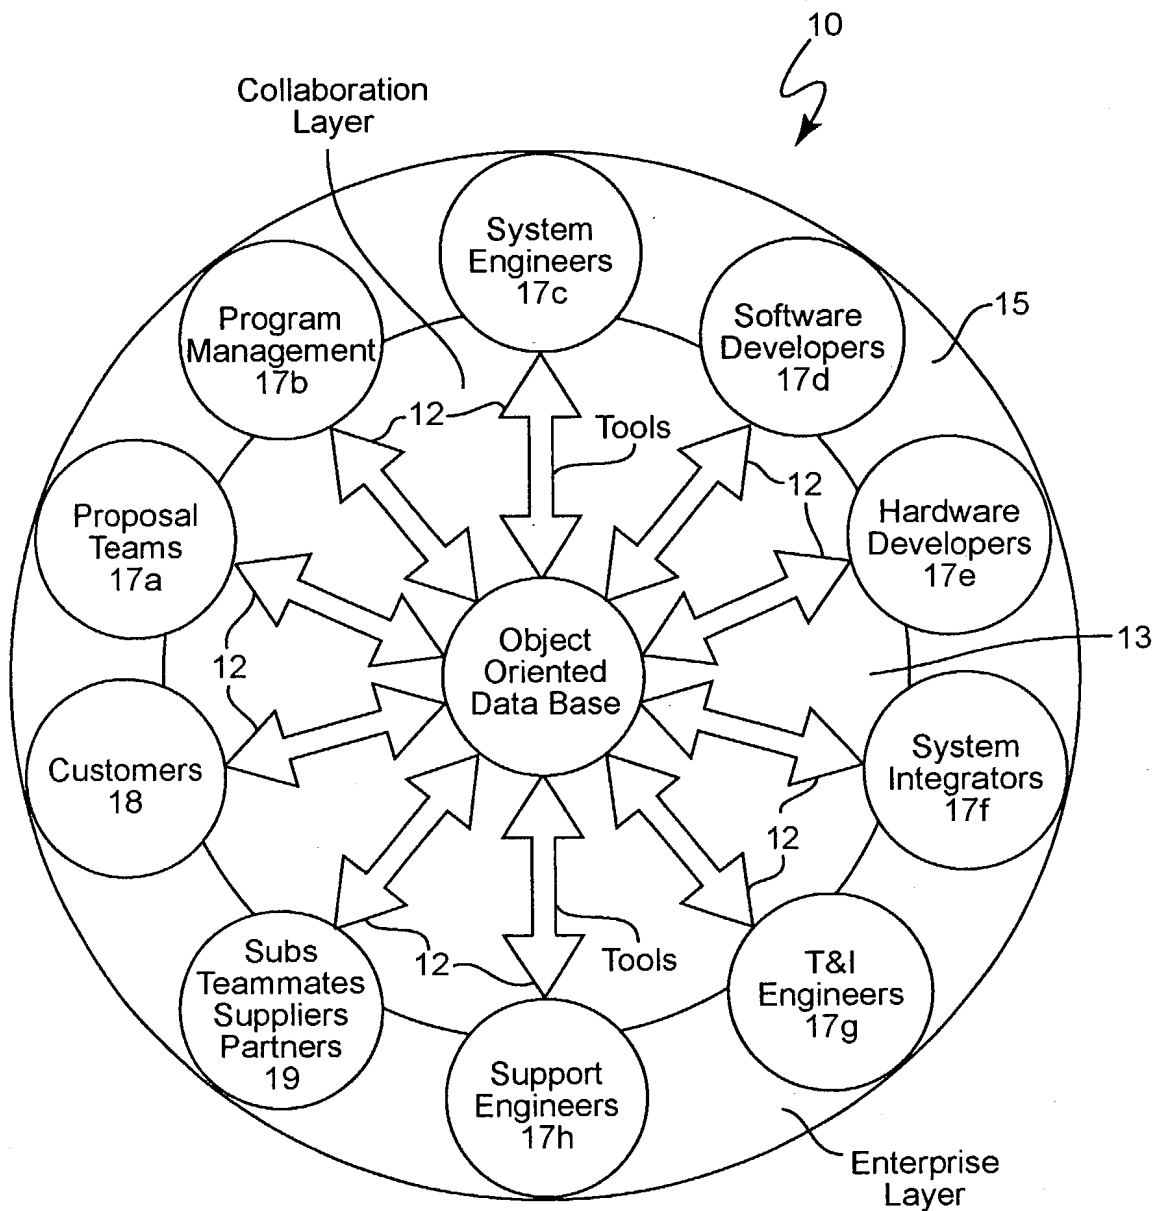 10
Collaboration
Layer
System
Engineers
17c
Program
Management
17b
Software
Developers
17d
15
12
Tools
12
Proposal
Teams
17a
Hardware
Developers
17e
Object
Oriented
Data Base
13
12
Customers
18
System
Integrators
17f
12
Subs
Teammates
Suppliers
Partners
19
12
Tools
T&I
Engineers
17g
Support
Engineers
17h
Enterprise
Layer